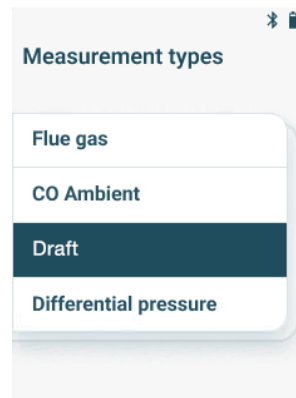 Measurement types
Flue gas
CO Ambient
Draft
Differential pressure